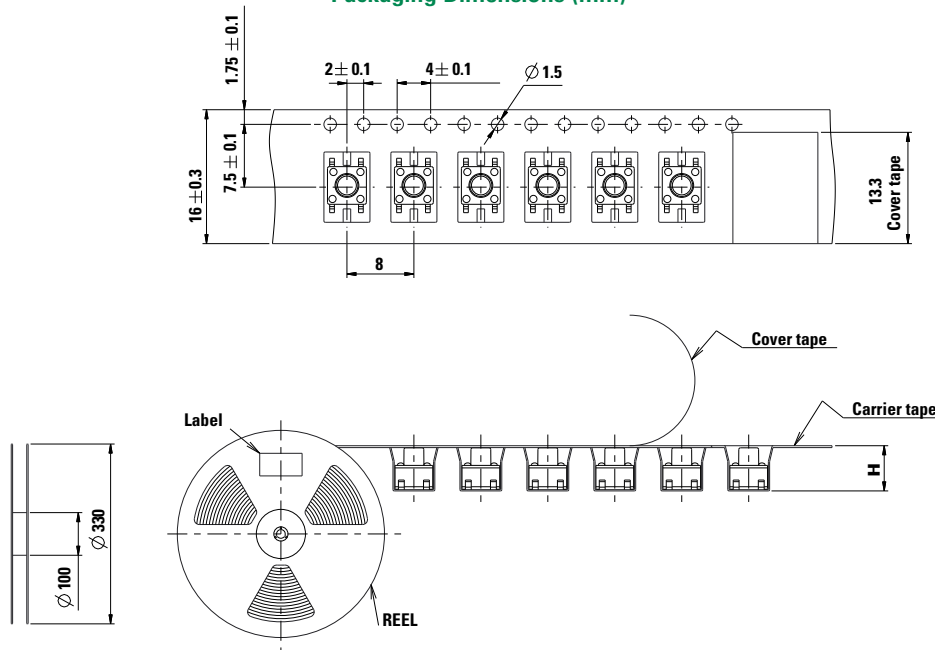 Packaging Dimensions (mm)
1.75 ± 0.1
2 ± 0.1
4 ± 0.1
∅ 1.5
16 ± 0.3
7.5 ± 0.1
13.3
Cover tape
8
Cover tape
Carrier tape
Label
H
∅ 330
∅ 100
REEL